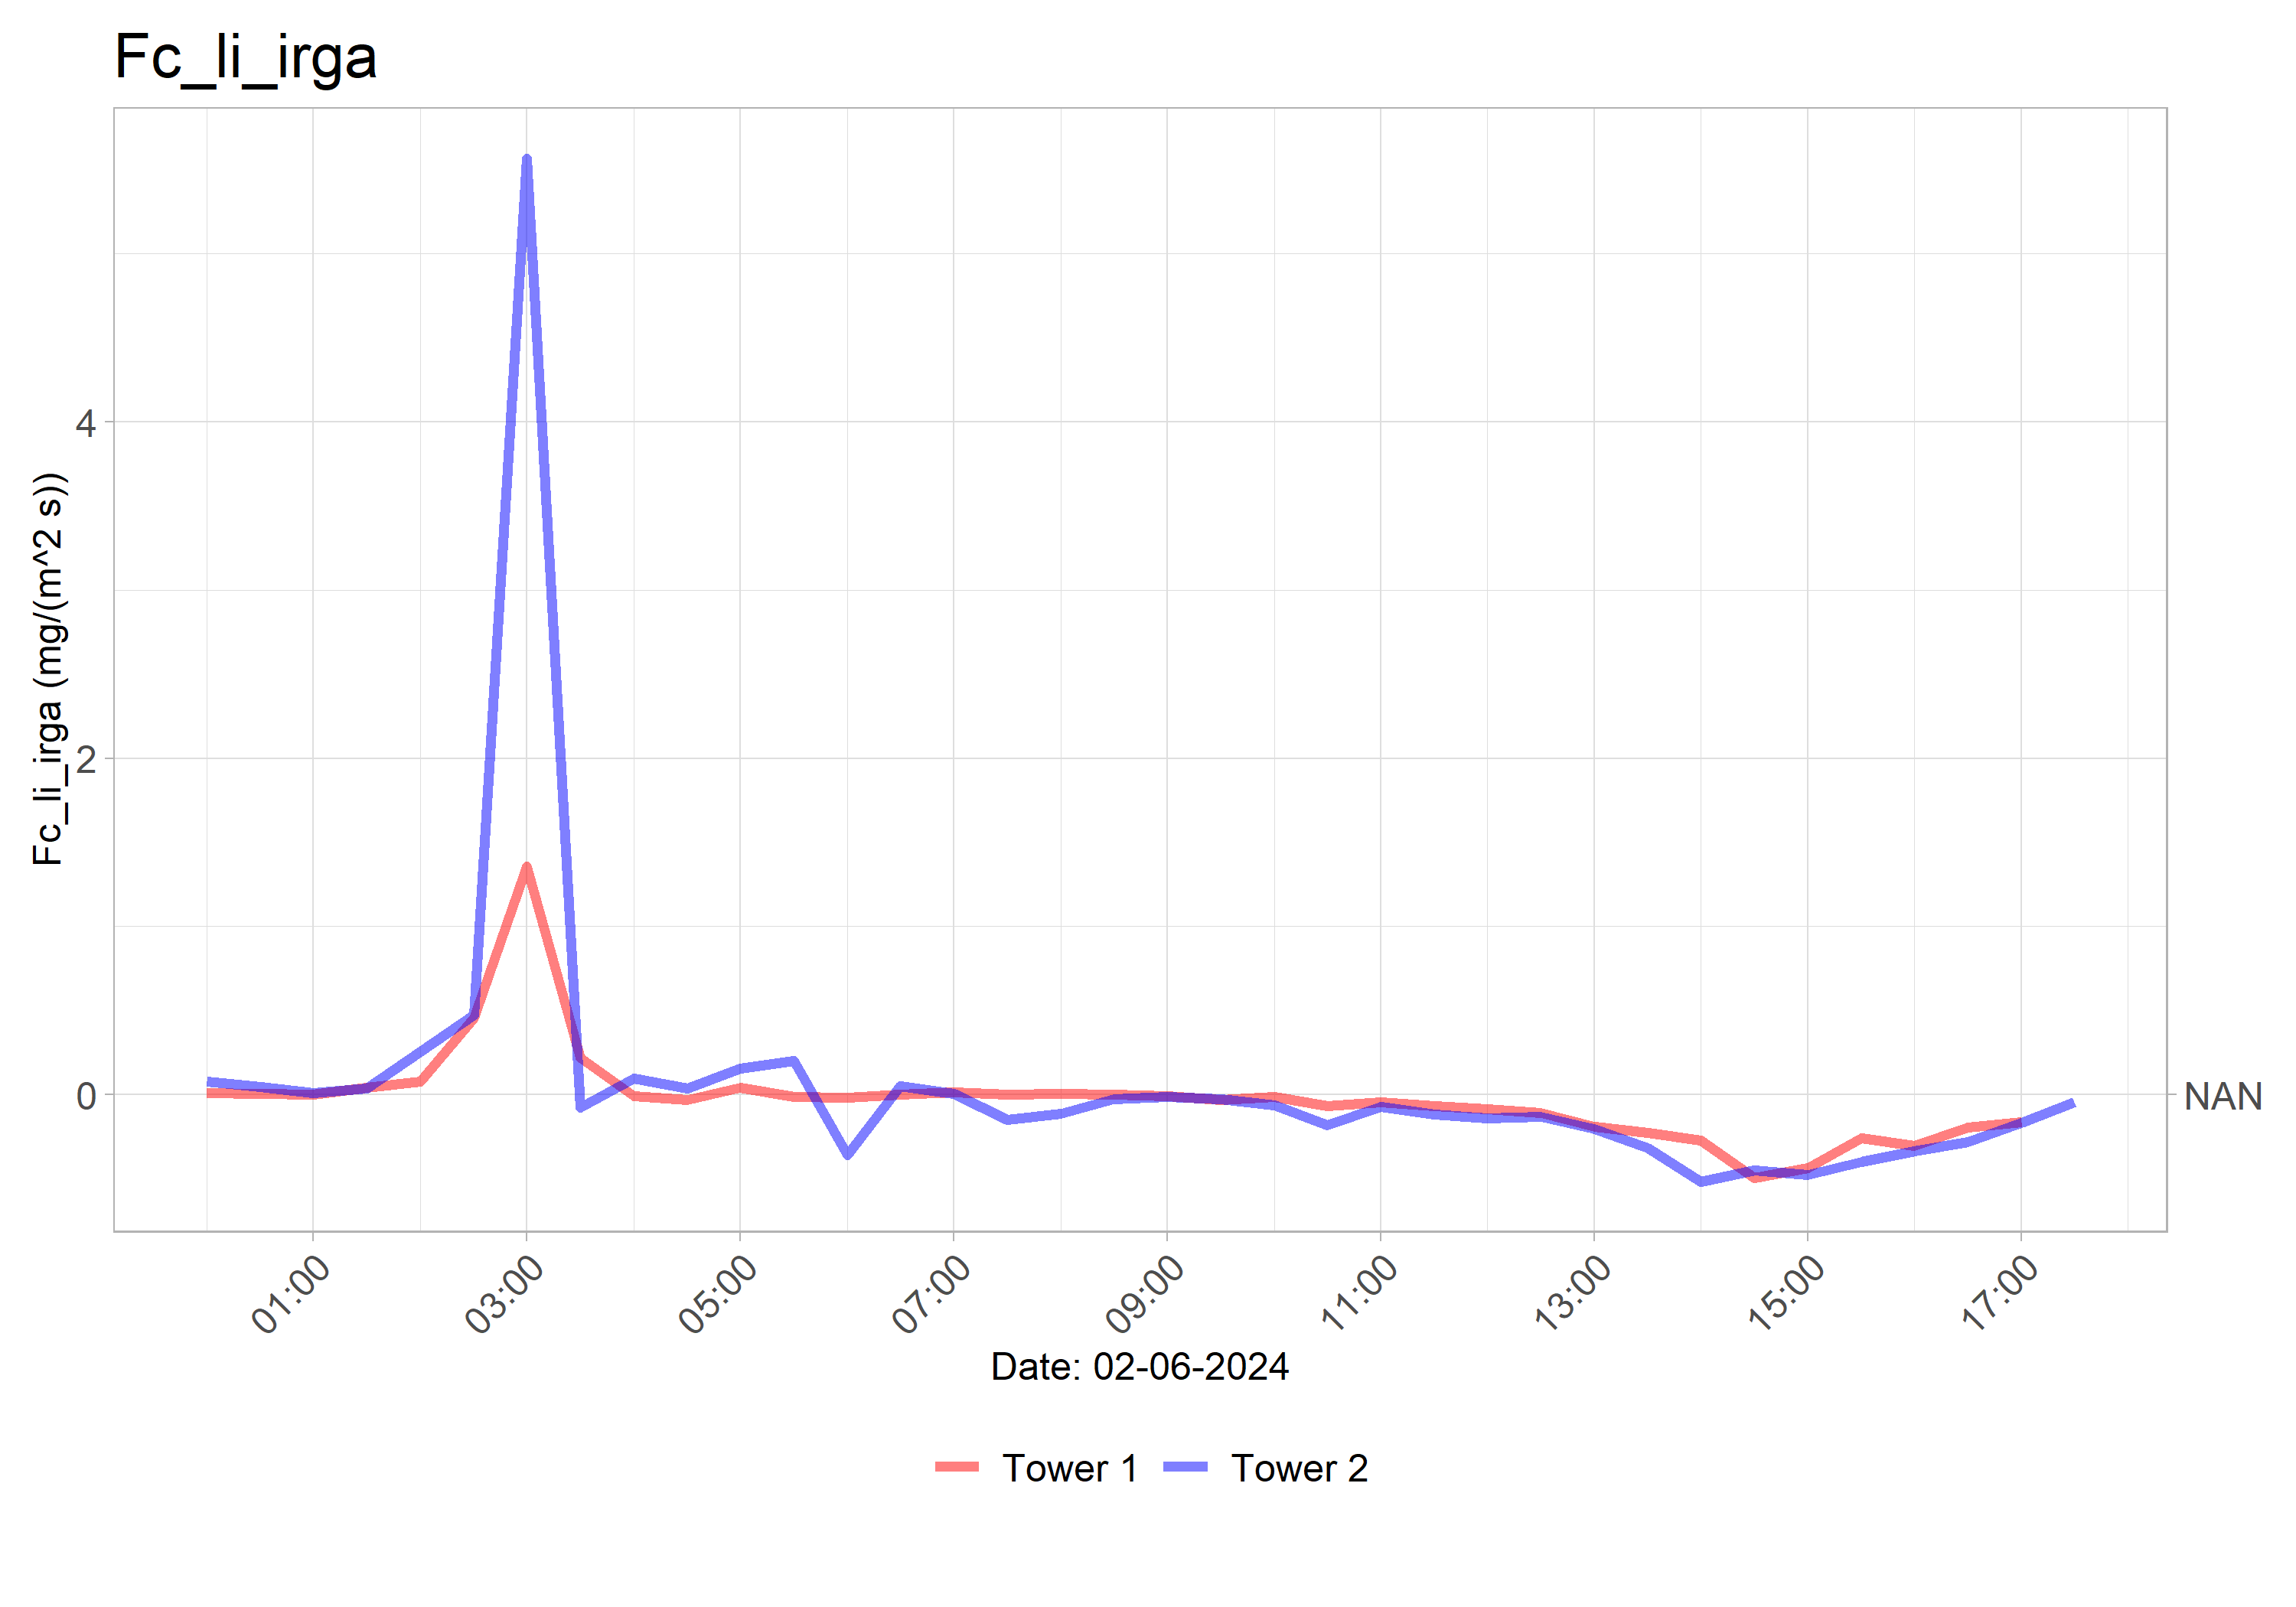 Fc_li_irga
Fc_li_irga (mg/(m^2 s))
4
2
0
NAN
01:00
03:00
05:00
07:00
09:00
11:00
13:00
15:00
17:00
Date: 02-06-2024
Tower 1
Tower 2